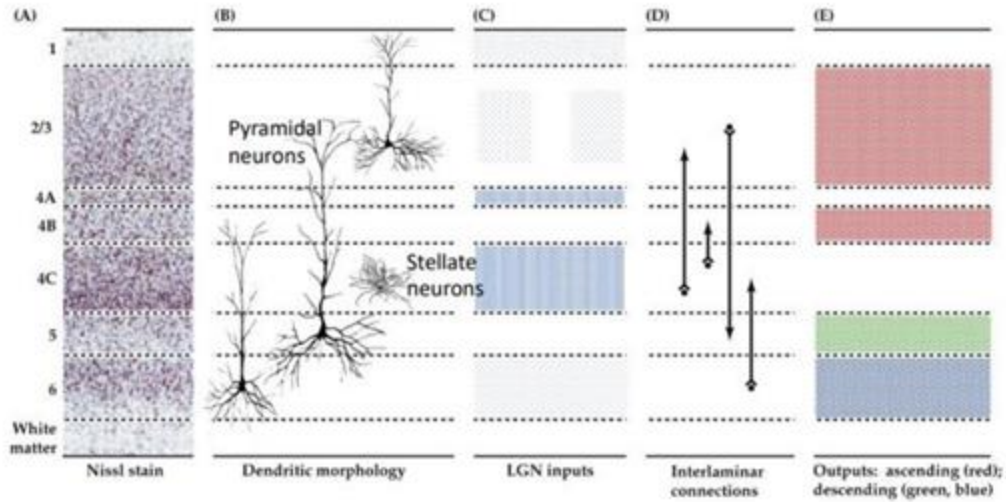 (A)
(B)
(C)
(D)
(E)
1
2/3
4A
4B
4C
5
6
White
matter
Pyramidal
neurons
Stellate
neurons
Nissl stain
Dendritic morphology
LGN inputs
Interlaminar
connections
Outputs: ascending (red);
descending (green, blue)